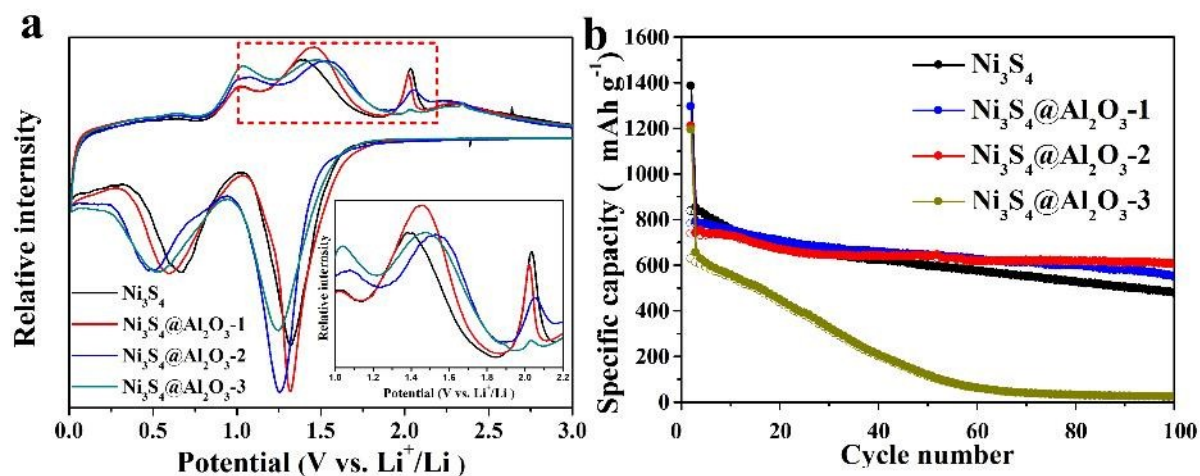 a
Relative internsity
Ni₃S₄
Ni₃S₄@Al₂O₃-1
Ni₃S₄@Al₂O₃-2
Ni₃S₄@Al₂O₃-3
0.0 0.5 1.0 1.5 2.0 2.5 3.0
Potential (V vs. Li⁺/Li)
Relative internsity
1.0 1.2 1.4 1.6 1.8 2.0 2.2
Potential (V vs. Li⁺/Li )
b
Specific capacity ( mAh g⁻¹)
1600
1400
1200
1000
800
600
400
200
0
Ni₃S₄
Ni₃S₄@Al₂O₃-1
Ni₃S₄@Al₂O₃-2
Ni₃S₄@Al₂O₃-3
0 20 40 60 80 100
Cycle number